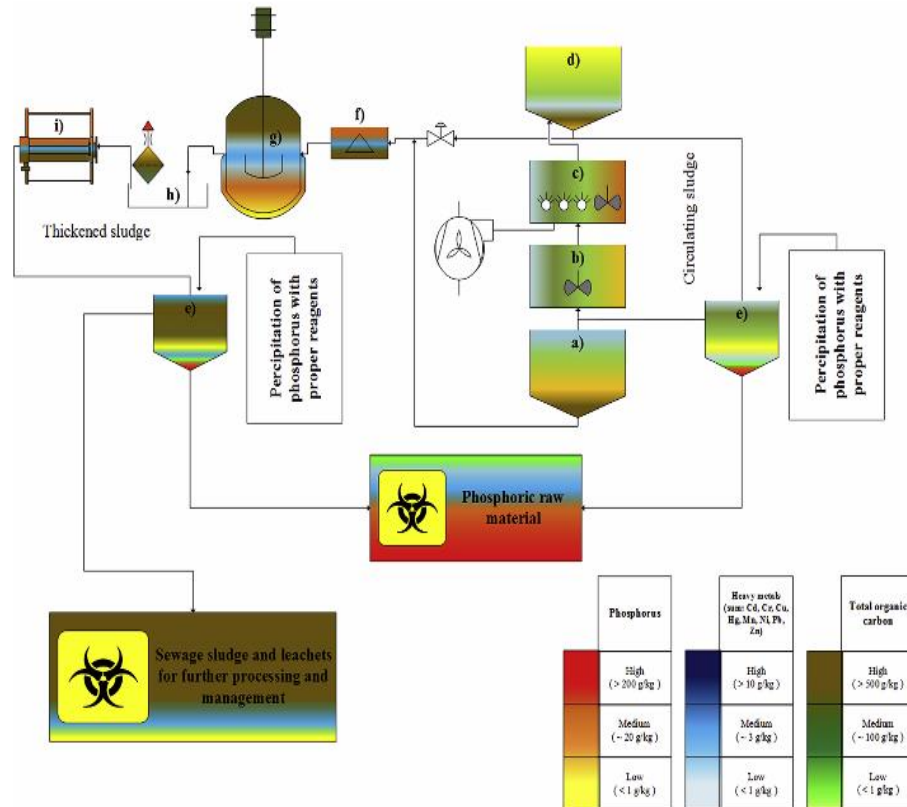 d)
i)
f)
g)
c)
h)
Thickened sludge
Circulating sludge
b)
e)
Percipitation of
phosphorus with
proper reagents
a)
e)
Percipitation of
phosphorus with
proper reagents
Phosphoric raw
material
Sewage sludge and leachets
for further processing and
management
Phosphorus
High
( > 200 g/kg )
Medium
( ~ 20 g/kg )
Low
( < 1 g/kg )
Heavy metals
(sum: Cd, Cr, Cu,
Hg, Mn, Ni, Pb,
Zn)
High
( > 10 g/kg )
Medium
( ~ 3 g/kg )
Low
( < 1 g/kg )
Total organic
carbon
High
( > 500 g/kg )
Medium
( ~ 100 g/kg )
Low
( < 1 g/kg )